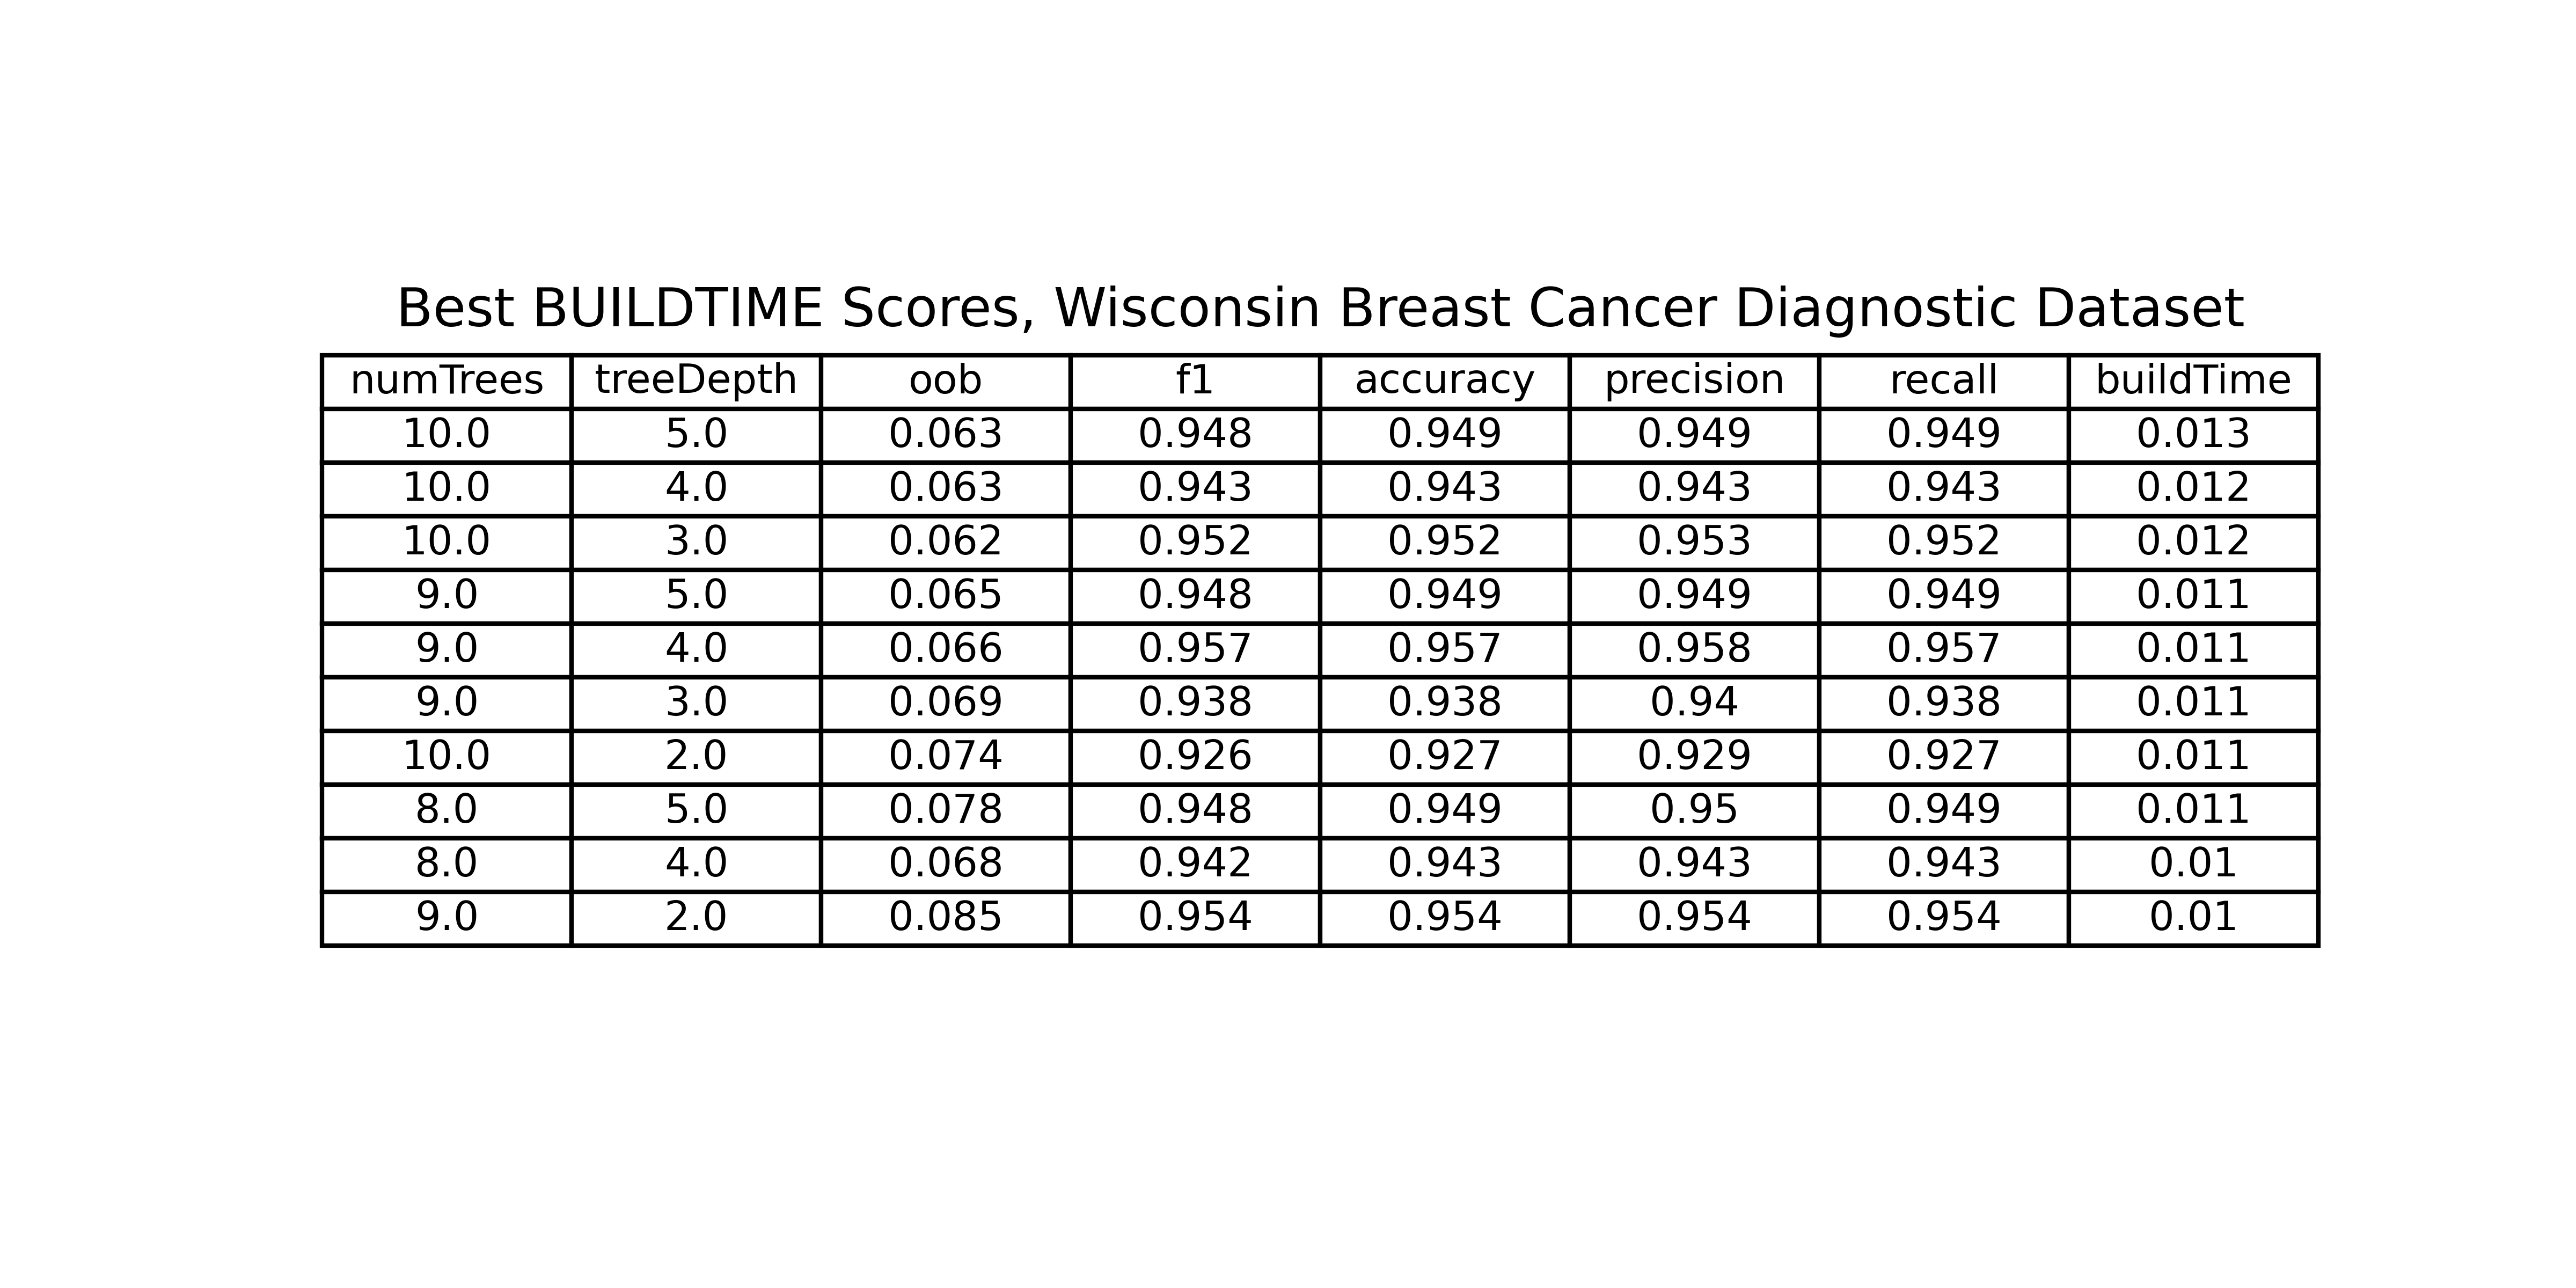 Best BUILDTIME Scores, Wisconsin Breast Cancer Diagnostic Dataset
numTrees treeDepth oob f1 accuracy precision recall buildTime
10.0 5.0 0.063 0.948 0.949 0.949 0.949 0.013
10.0 4.0 0.063 0.943 0.943 0.943 0.943 0.012
10.0 3.0 0.062 0.952 0.952 0.953 0.952 0.012
9.0 5.0 0.065 0.948 0.949 0.949 0.949 0.011
9.0 4.0 0.066 0.957 0.957 0.958 0.957 0.011
9.0 3.0 0.069 0.938 0.938 0.94 0.938 0.011
10.0 2.0 0.074 0.926 0.927 0.929 0.927 0.011
8.0 5.0 0.078 0.948 0.949 0.95 0.949 0.011
8.0 4.0 0.068 0.942 0.943 0.943 0.943 0.01
9.0 2.0 0.085 0.954 0.954 0.954 0.954 0.01